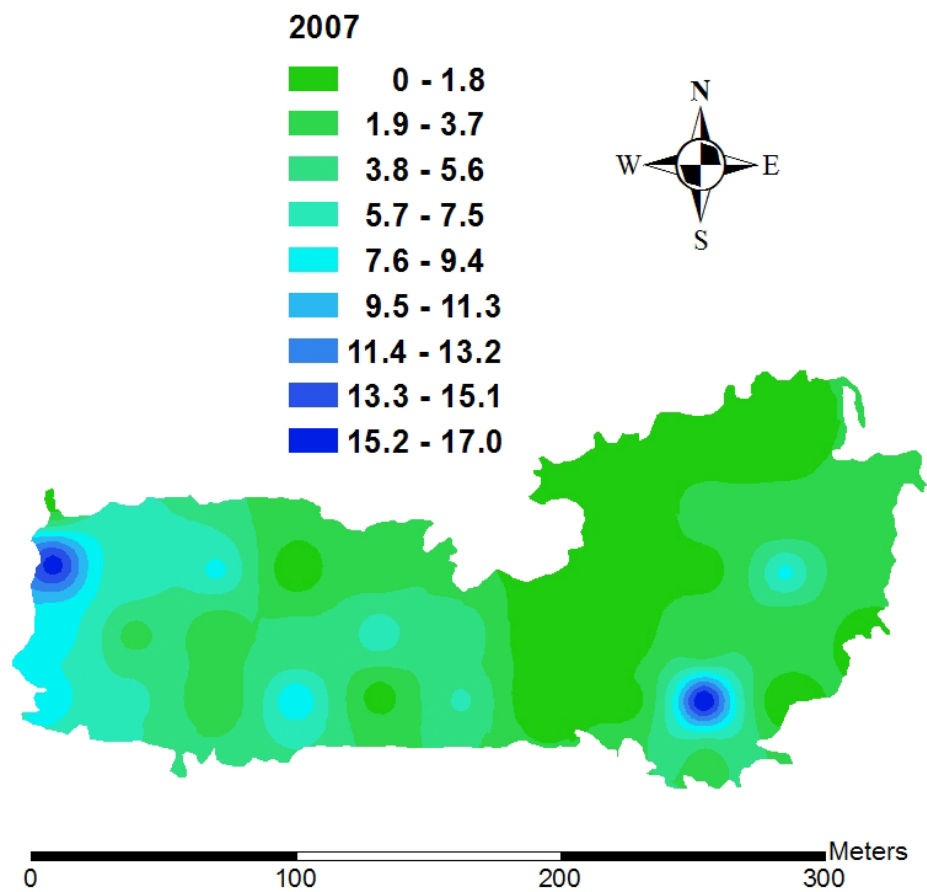 2007
0 - 1.8
1.9 - 3.7
3.8 - 5.6
5.7 - 7.5
7.6 - 9.4
9.5 - 11.3
11.4 - 13.2
13.3 - 15.1
15.2 - 17.0
N
W E
S
Meters
0 100 200 300